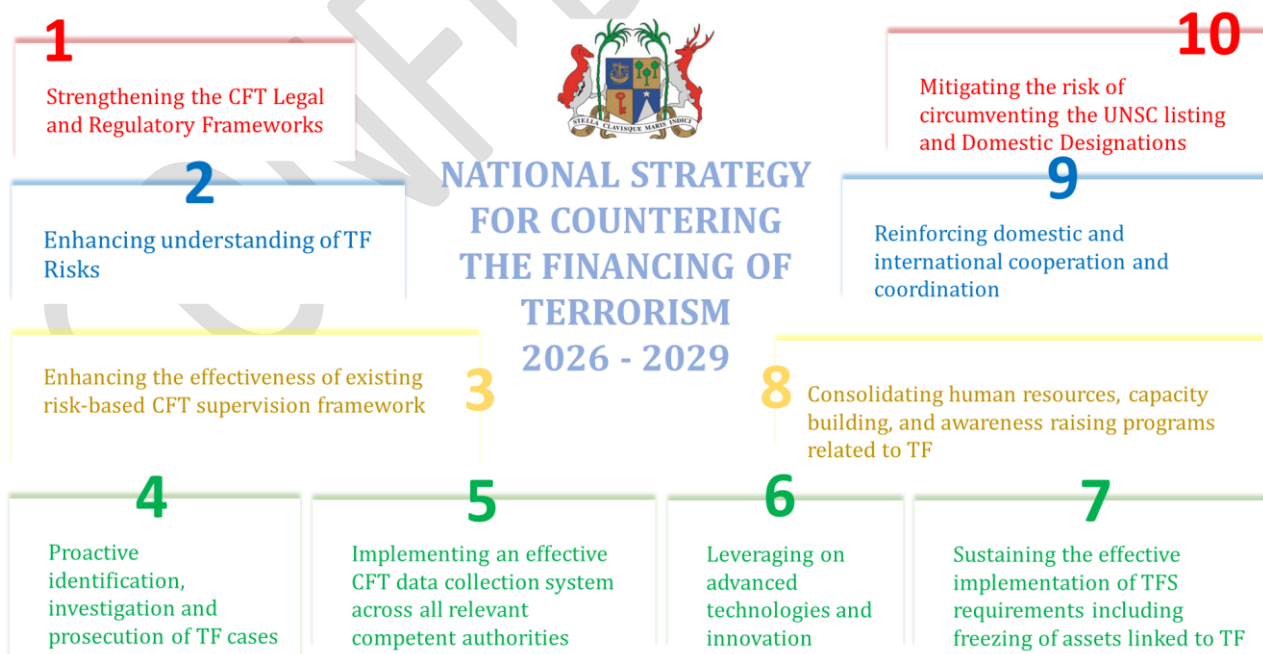 1
Strengthening the CFT Legal
and Regulatory Frameworks
2
Enhancing understanding of TF
Risks
Enhancing the effectiveness of existing
risk-based CFT supervision framework
3
4
Proactive
identification,
investigation and
prosecution of TF cases
5
Implementing an effective
CFT data collection system
across all relevant
competent authorities
6
Leveraging on
advanced
technologies and
innovation
7
Sustaining the effective
implementation of TFS
requirements including
freezing of assets linked to TF
8
Consolidating human resources, capacity
building, and awareness raising programs
related to TF
9
Reinforcing domestic and
international cooperation and
coordination
10
Mitigating the risk of
circumventing the UNSC listing
and Domestic Designations
STELLA CLAVISQUE MARIS INDICI
NATIONAL STRATEGY
FOR COUNTERING
THE FINANCING OF
TERRORISM
2026 - 2029